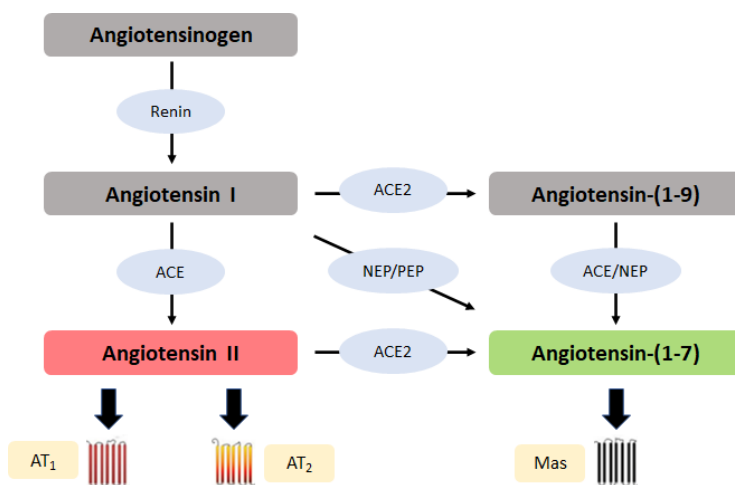 Angiotensinogen
Renin
Angiotensin I
ACE2
Angiotensin-(1-9)
ACE
NEP/PEP
ACE/NEP
Angiotensin II
ACE2
Angiotensin-(1-7)
AT₁
AT₂
Mas